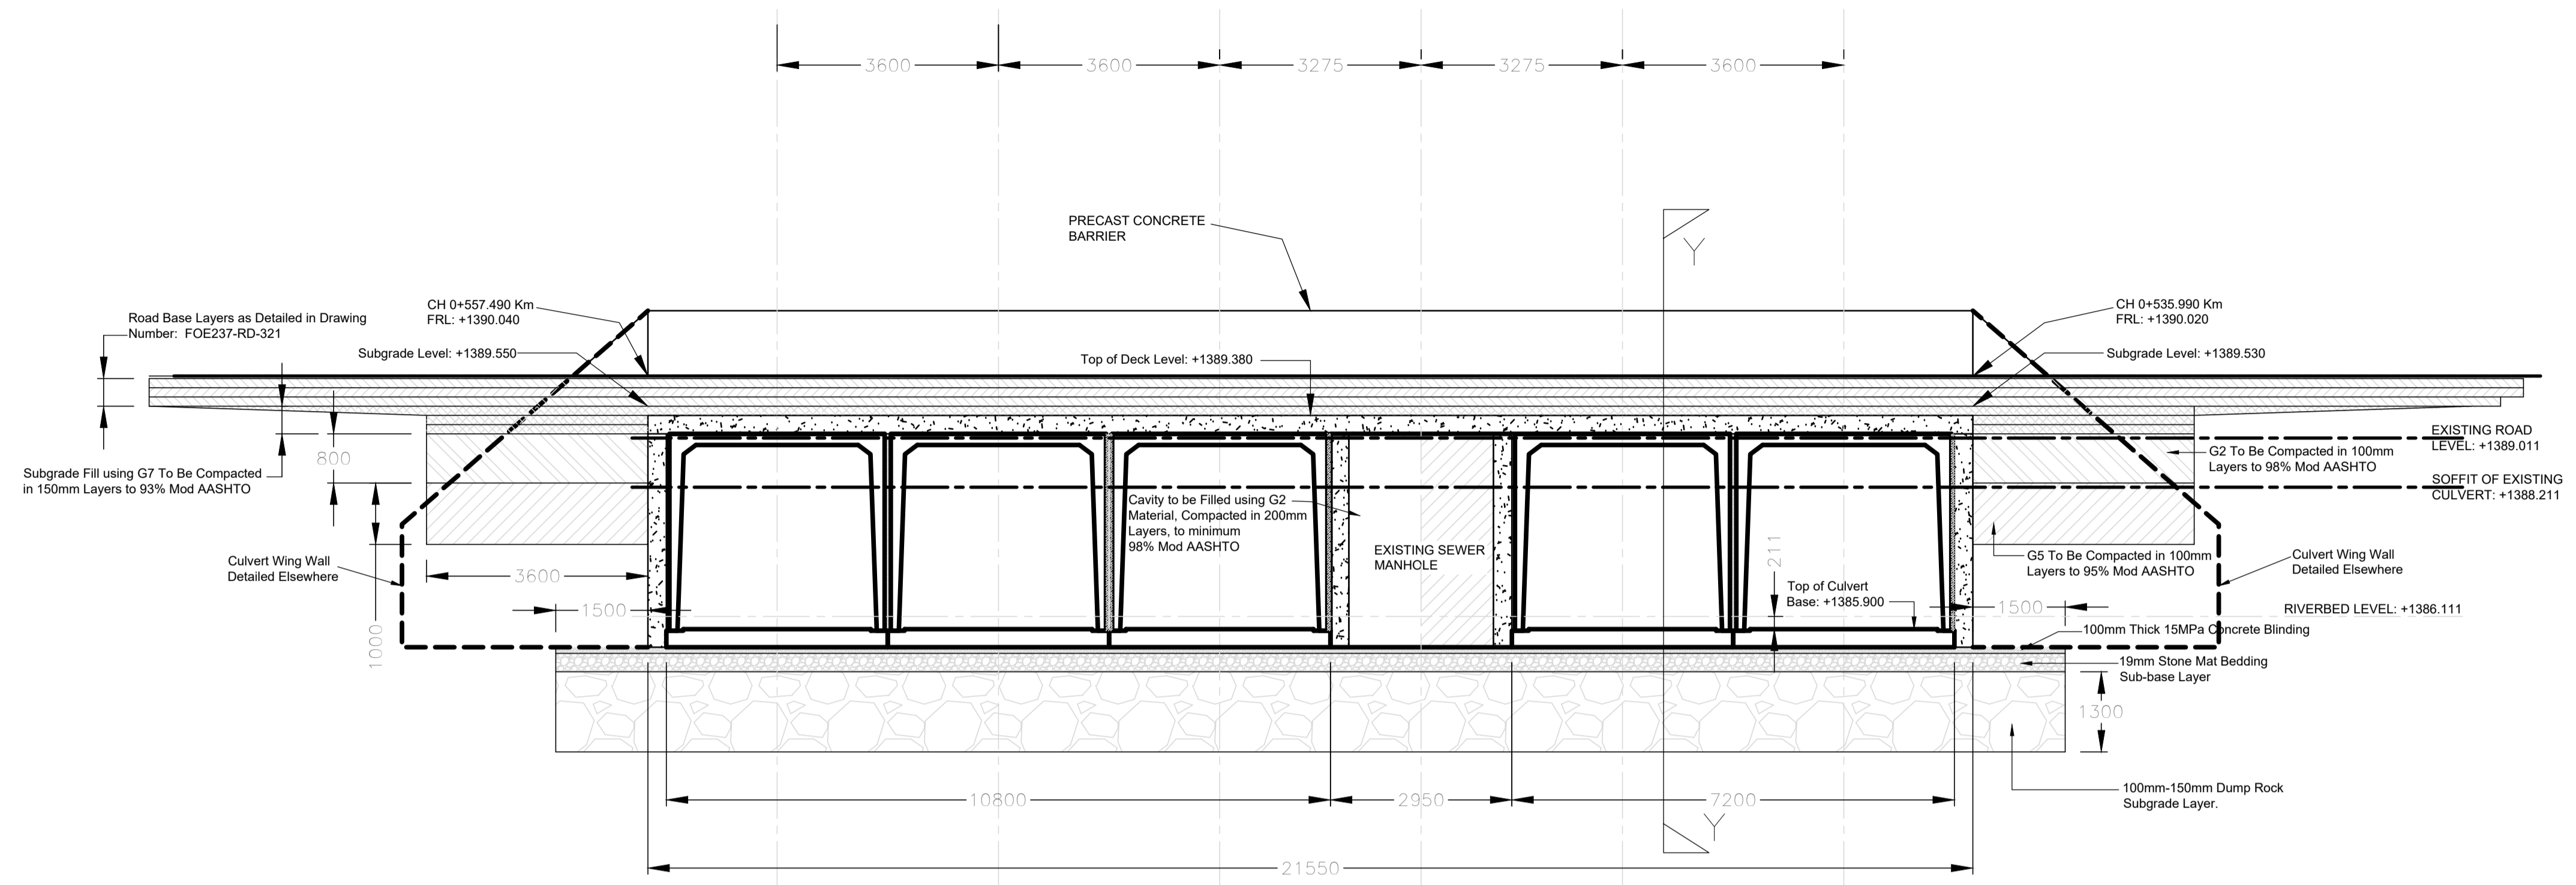 3600
3600
3275
3275
3600
PRECAST CONCRETE
BARRIER
Y
CH 0+557.490 Km
FRL: +1390.040
CH 0+535.990 Km
FRL: +1390.020
Road Base Layers as Detailed in Drawing
Number: FOE237-RD-321
Subgrade Level: +1389.550
Top of Deck Level: +1389.380
Subgrade Level: +1389.530
EXISTING ROAD
LEVEL: +1389.011
G2 To Be Compacted in 100mm
Layers to 98% Mod AASHTO
800
Subgrade Fill using G7 To Be Compacted
in 150mm Layers to 93% Mod AASHTO
SOFFIT OF EXISTING
CULVERT: +1388.211
Cavity to be Filled using G2
Material, Compacted in 200mm
Layers, to minimum
98% Mod AASHTO
EXISTING SEWER
MANHOLE
211
G5 To Be Compacted in 100mm
Layers to 95% Mod AASHTO
Culvert Wing Wall
Detailed Elsewhere
Culvert Wing Wall
Detailed Elsewhere
3600
Top of Culvert
Base: +1385.900
1500
1500
RIVERBED LEVEL: +1386.111
1000
100mm Thick 15MPa Concrete Blinding
19mm Stone Mat Bedding
Sub-base Layer
1300
100mm-150mm Dump Rock
Subgrade Layer.
10800
2950
7200
Y
21550